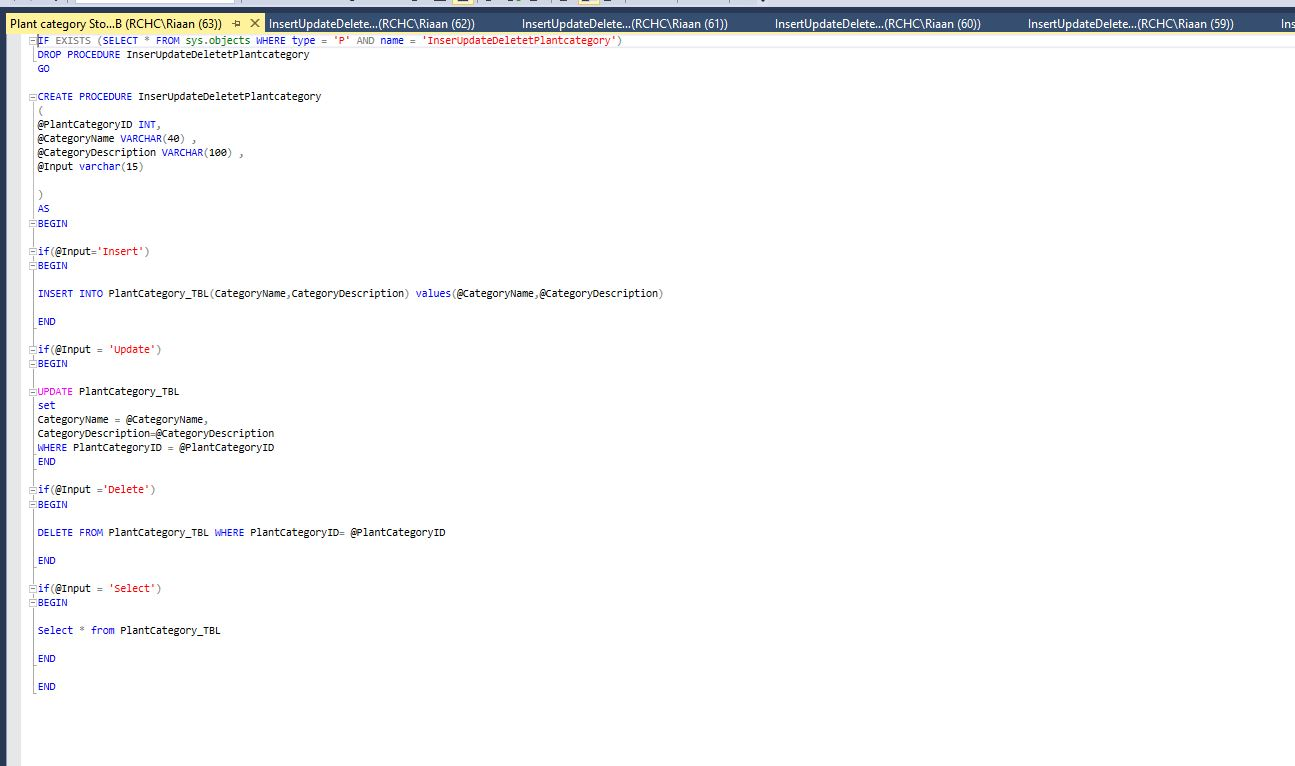 Plant category Sto...B (RCHC\Riaan (63))
InsertUpdateDelete...(RCHC\Riaan (62))
InsertUpdateDelete...(RCHC\Riaan (61))
InsertUpdateDelete...(RCHC\Riaan (60))
InsertUpdateDelete...(RCHC\Riaan (59))
IF EXISTS (SELECT * FROM sys.objects WHERE type = 'P' AND name = 'InserUpdateDeletetPlantcategory')
DROP PROCEDURE InserUpdateDeletetPlantcategory
GO
CREATE PROCEDURE InserUpdateDeletetPlantcategory
(
@PlantCategoryID INT,
@CategoryName VARCHAR(40) ,
@CategoryDescription VARCHAR(100) ,
@Input varchar(15)
)
AS
BEGIN
if(@Input='Insert')
BEGIN
INSERT INTO PlantCategory_TBL(CategoryName,CategoryDescription) values(@CategoryName,@CategoryDescription)
END
if(@Input = 'Update')
BEGIN
UPDATE PlantCategory_TBL
set
CategoryName = @CategoryName,
CategoryDescription=@CategoryDescription
WHERE PlantCategoryID = @PlantCategoryID
END
if(@Input ='Delete')
BEGIN
DELETE FROM PlantCategory_TBL WHERE PlantCategoryID= @PlantCategoryID
END
if(@Input = 'Select')
BEGIN
Select * from PlantCategory_TBL
END
END